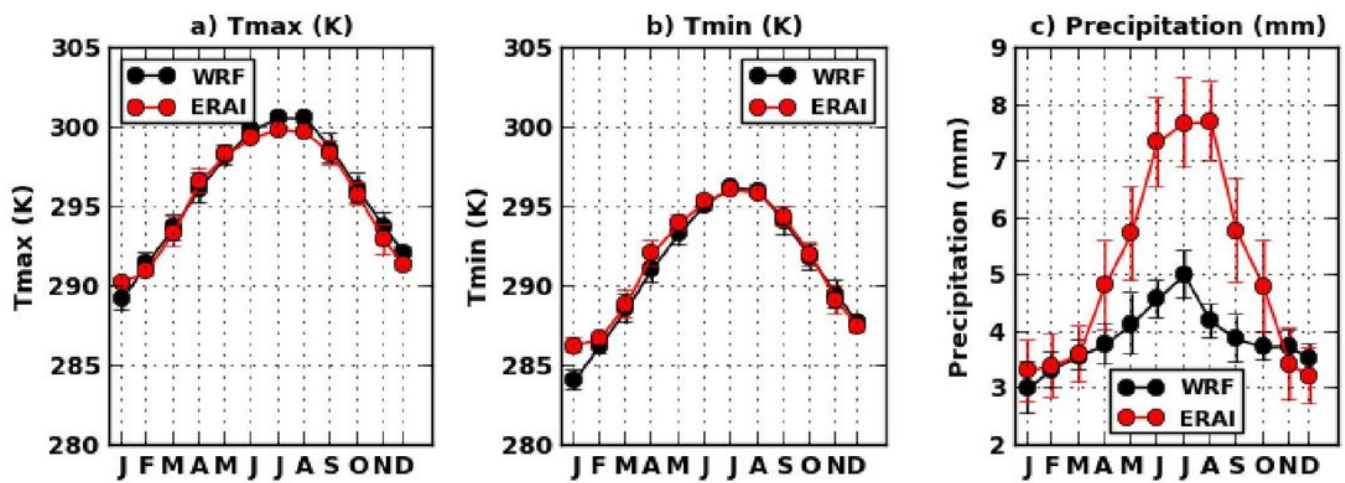 a) Tmax (K)
b) Tmin (K)
c) Precipitation (mm)
305
300
295
290
285
280
Tmax (K)
WRF
ERAI
J F M A M J J A S O N D
305
300
295
290
285
280
Tmin (K)
WRF
ERAI
J F M A M J J A S O N D
9
8
7
6
5
4
3
2
Precipitation (mm)
WRF
ERAI
J F M A M J J A S O N D